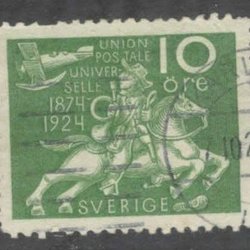 UNION
POSTALE
UNIVER
SELLE
1874
1924
10
öre
SVERIGE